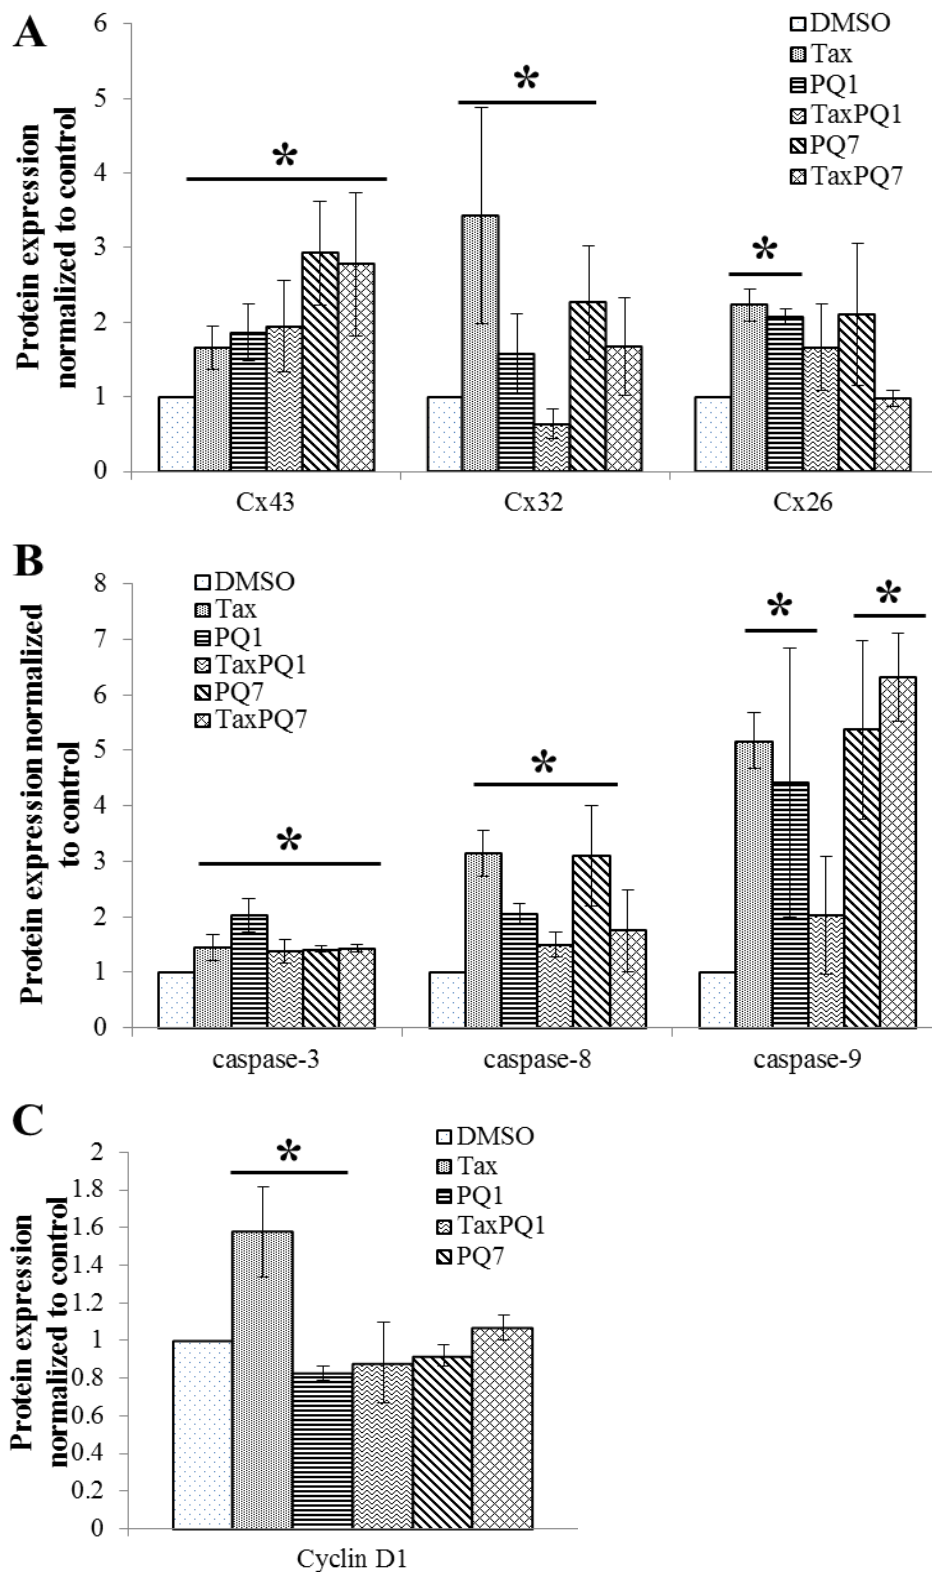 A
6
5
4
3
2
1
0
Protein expression
normalized to control
*
*
*
DMSO
Tax
PQ1
TaxPQ1
PQ7
TaxPQ7
Cx43 Cx32 Cx26
B
8
7
6
5
4
3
2
1
0
Protein expression normalized
to control
DMSO
Tax
PQ1
TaxPQ1
PQ7
TaxPQ7
*
*
*
*
caspase-3 caspase-8 caspase-9
C
2
1.8
1.6
1.4
1.2
1
0.8
0.6
0.4
0.2
0
Protein expression
normalized to control
*
DMSO
Tax
PQ1
TaxPQ1
PQ7
Cyclin D1